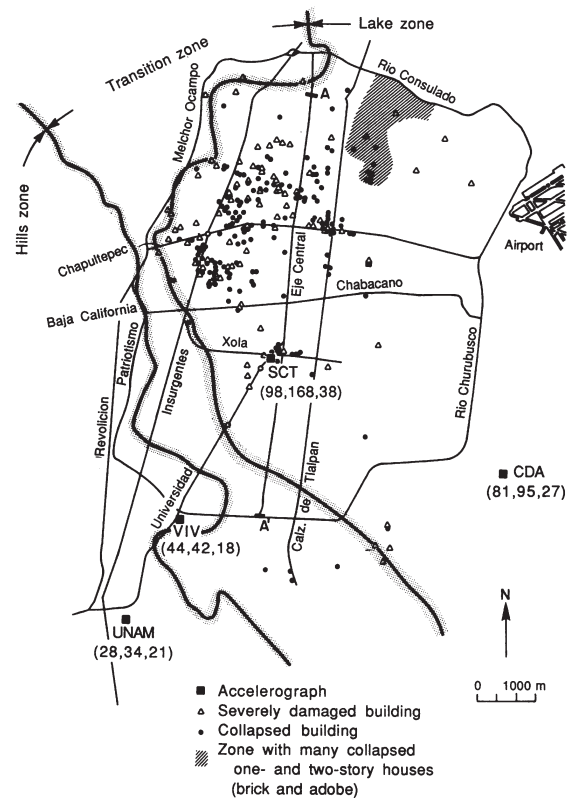 Lake zone
Transition zone
Rio Consulado
A
Melchor Ocampo
Hills zone
Airport
Chapultepec
Eje Central
Chabacano
Baja California
Patriotismo
Xola
Insurgentes
SCT
(98,168,38)
Rio Churubusco
Revolicion
Calz. de Tlalpan
CDA
(81,95,27)
Universidad
A'
VIV
(44,42,18)
N
UNAM
(28,34,21)
0 1000 m
Accelerograph
Severely damaged building
Collapsed building
Zone with many collapsed
one- and two-story houses
(brick and adobe)